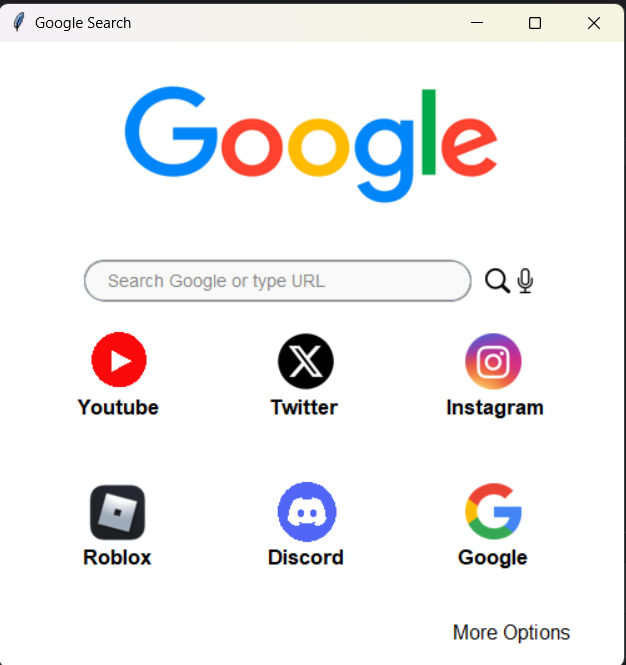 Google Search
Google
Search Google or type URL
Youtube Twitter Instagram
Roblox Discord Google
More Options